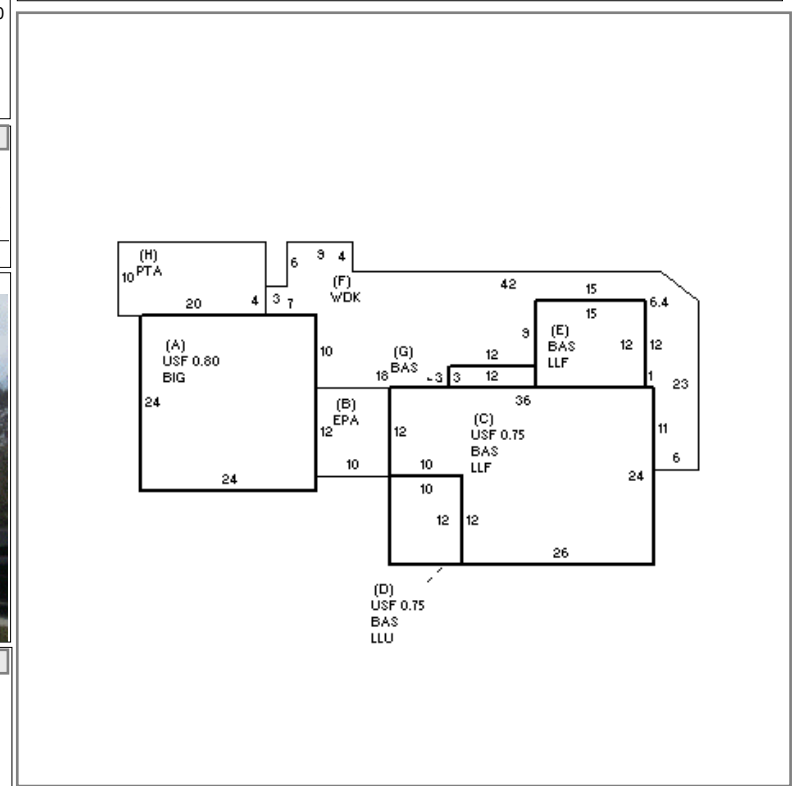 (H)
10 PTA
20
4
3
7
6
9
4
(F)
WDK
42
15
15
6.4
(A)
USF 0.80
BIG
24
24
10
18
(G)
BAS
3
3
12
12
9
(E)
BAS
LLF
12
12
1
23
(B)
EPA
12
10
36
12
(C)
USF 0.75
BAS
LLF
11
6
24
10
10
12
12
26
(D)
USF 0.75
BAS
LLU